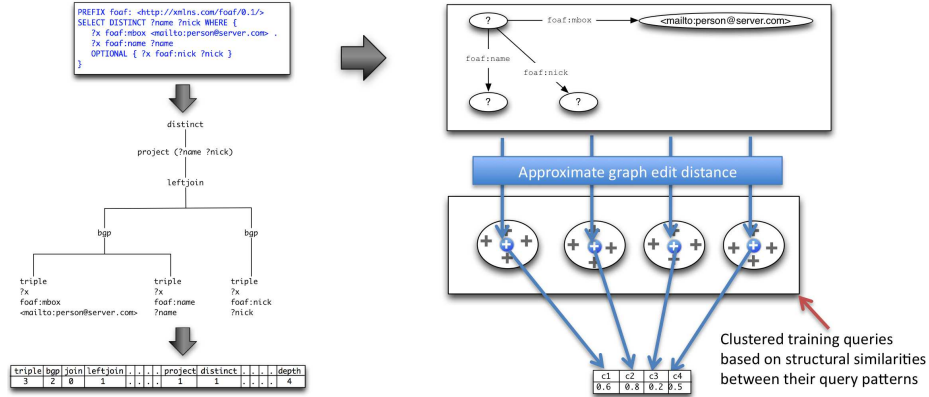 PREFIX foaf: <http://xmlns.com/foaf/0.1/>
SELECT DISTINCT ?name ?nick WHERE {
?x foaf:mbox <mailto:person@server.com> .
?x foaf:name ?name
OPTIONAL { ?x foaf:nick ?nick }
}
distinct
project (?name ?nick)
leftjoin
bgp bgp
triple triple triple
?x ?x ?x
foaf:mbox foaf:name foaf:nick
<mailto:person@server.com> ?name ?nick
triple bgp join leftjoin . . . . project distinct . . . . depth
3 2 0 1 . . . . 1 1 . . . . 4
? foaf:mbox <mailto:person@server.com>
foaf:name
foaf:nick
? ?
Approximate graph edit distance
Clustered training queries
based on structural similarities
between their query patterns
c1 c2 c3 c4
0.6 0.8 0.2 0.5